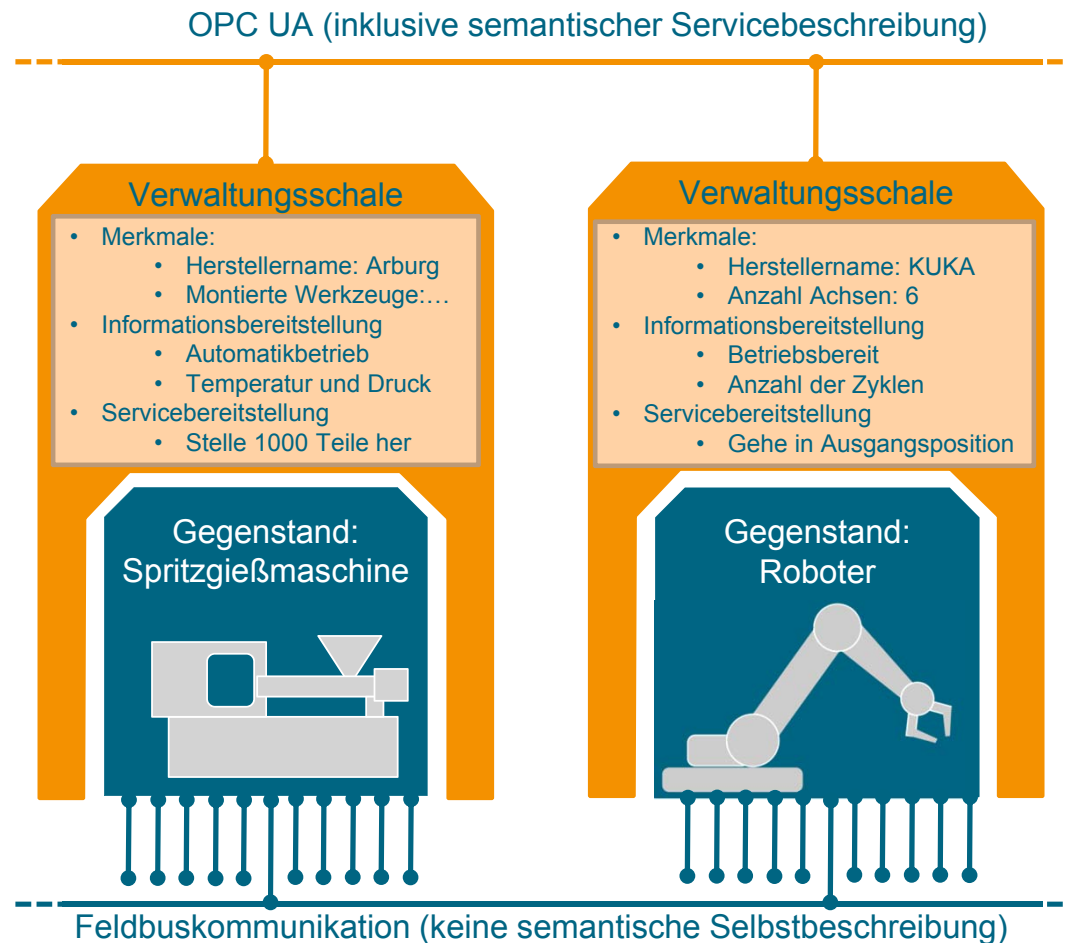 OPC UA (inklusive semantischer Servicebeschreibung)
Verwaltungsschale
• Merkmale:
• Herstellername: Arburg
• Montierte Werkzeuge:…
• Informationsbereitstellung
• Automatikbetrieb
• Temperatur und Druck
• Servicebereitstellung
• Stelle 1000 Teile her
Gegenstand:
Spritzgießmaschine
Verwaltungsschale
• Merkmale:
• Herstellername: KUKA
• Anzahl Achsen: 6
• Informationsbereitstellung
• Betriebsbereit
• Anzahl der Zyklen
• Servicebereitstellung
• Gehe in Ausgangsposition
Gegenstand:
Roboter
Feldbuskommunikation (keine semantische Selbstbeschreibung)